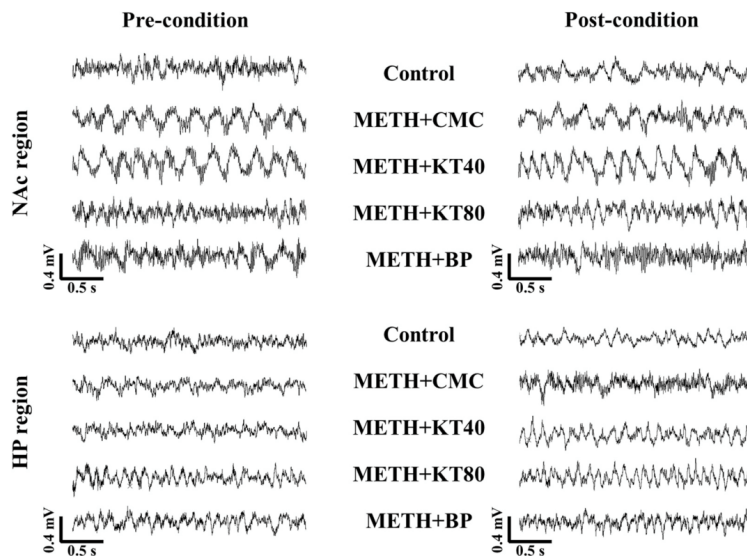 Pre-condition
Post-condition
NAc region
Control
METH+CMC
METH+KT40
METH+KT80
METH+BP
0.4 mV
0.5 s
0.4 mV
0.5 s
HP region
Control
METH+CMC
METH+KT40
METH+KT80
METH+BP
0.4 mV
0.5 s
0.4 mV
0.5 s